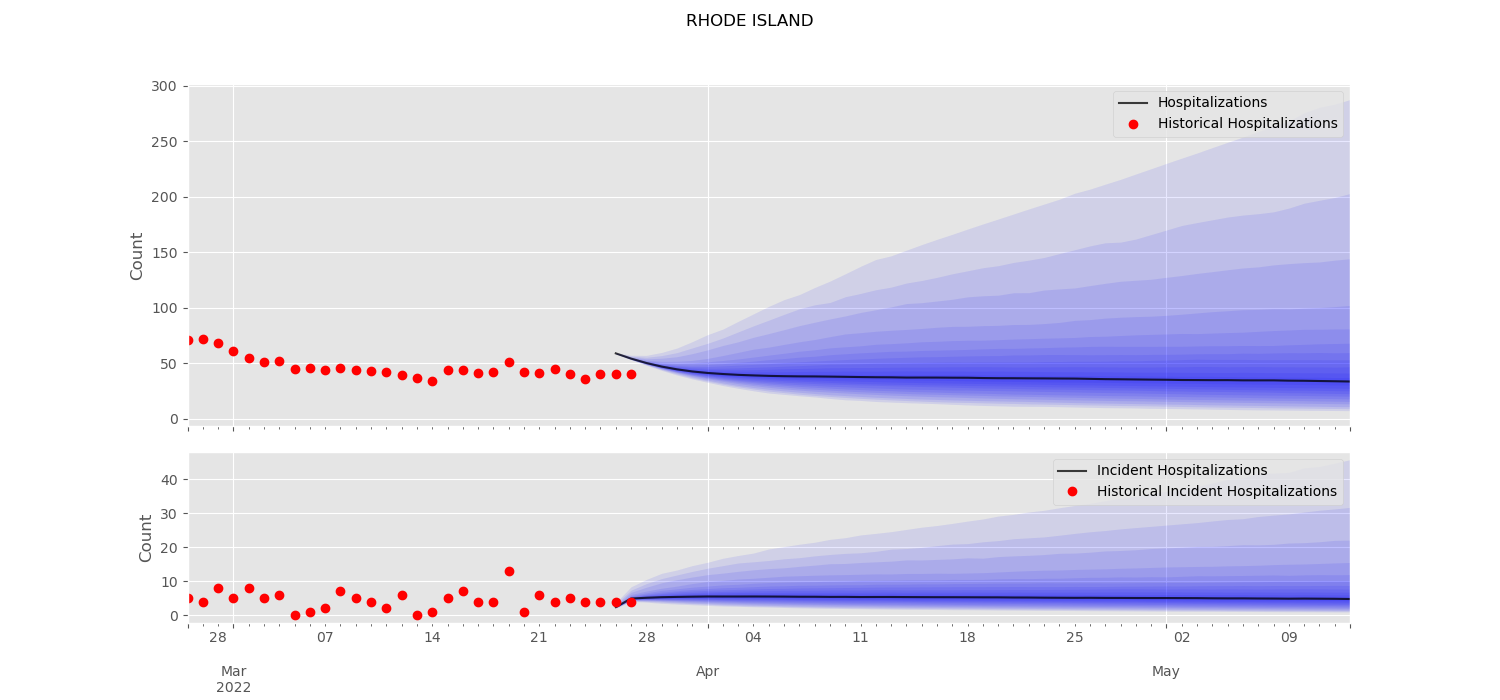 RHODE ISLAND
300
250
200
150
100
50
0
Count
Hospitalizations
Historical Hospitalizations
40
30
20
10
0
Count
Incident Hospitalizations
Historical Incident Hospitalizations
28 07 14 21 28 04 11 18 25 02 09
Mar Apr May
2022